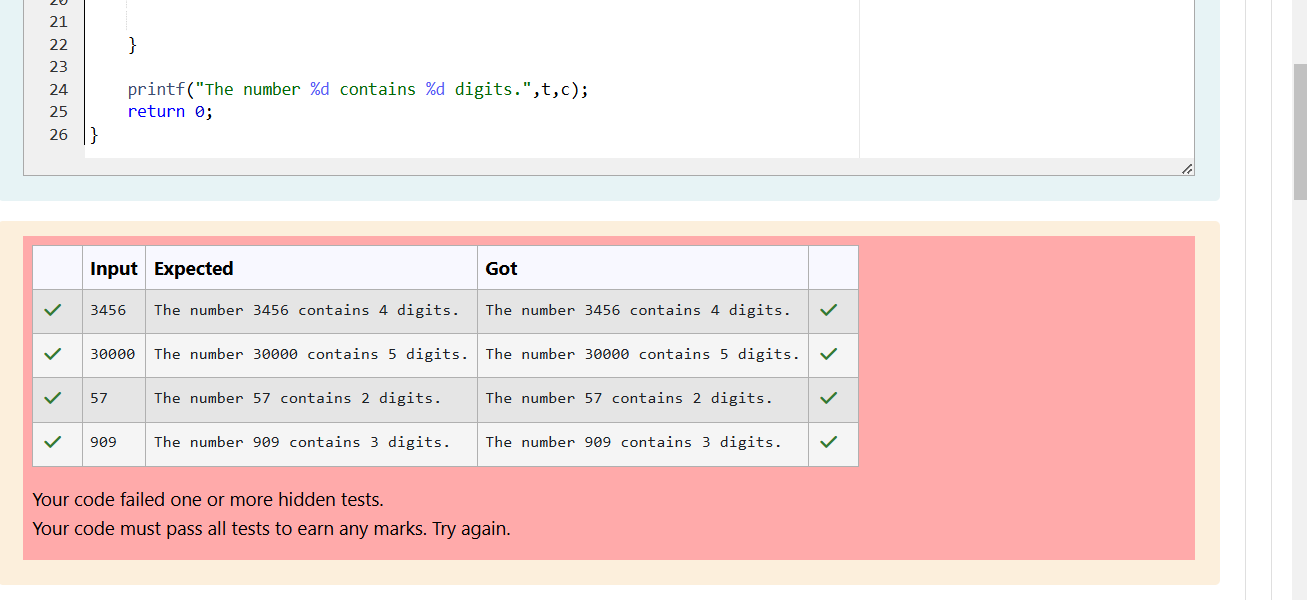 20
21
22 }
23
24 printf("The number %d contains %d digits.",t,c);
25 return 0;
26 }
Input Expected Got
3456 The number 3456 contains 4 digits. The number 3456 contains 4 digits.
30000 The number 30000 contains 5 digits. The number 30000 contains 5 digits.
57 The number 57 contains 2 digits. The number 57 contains 2 digits.
909 The number 909 contains 3 digits. The number 909 contains 3 digits.
Your code failed one or more hidden tests.
Your code must pass all tests to earn any marks. Try again.